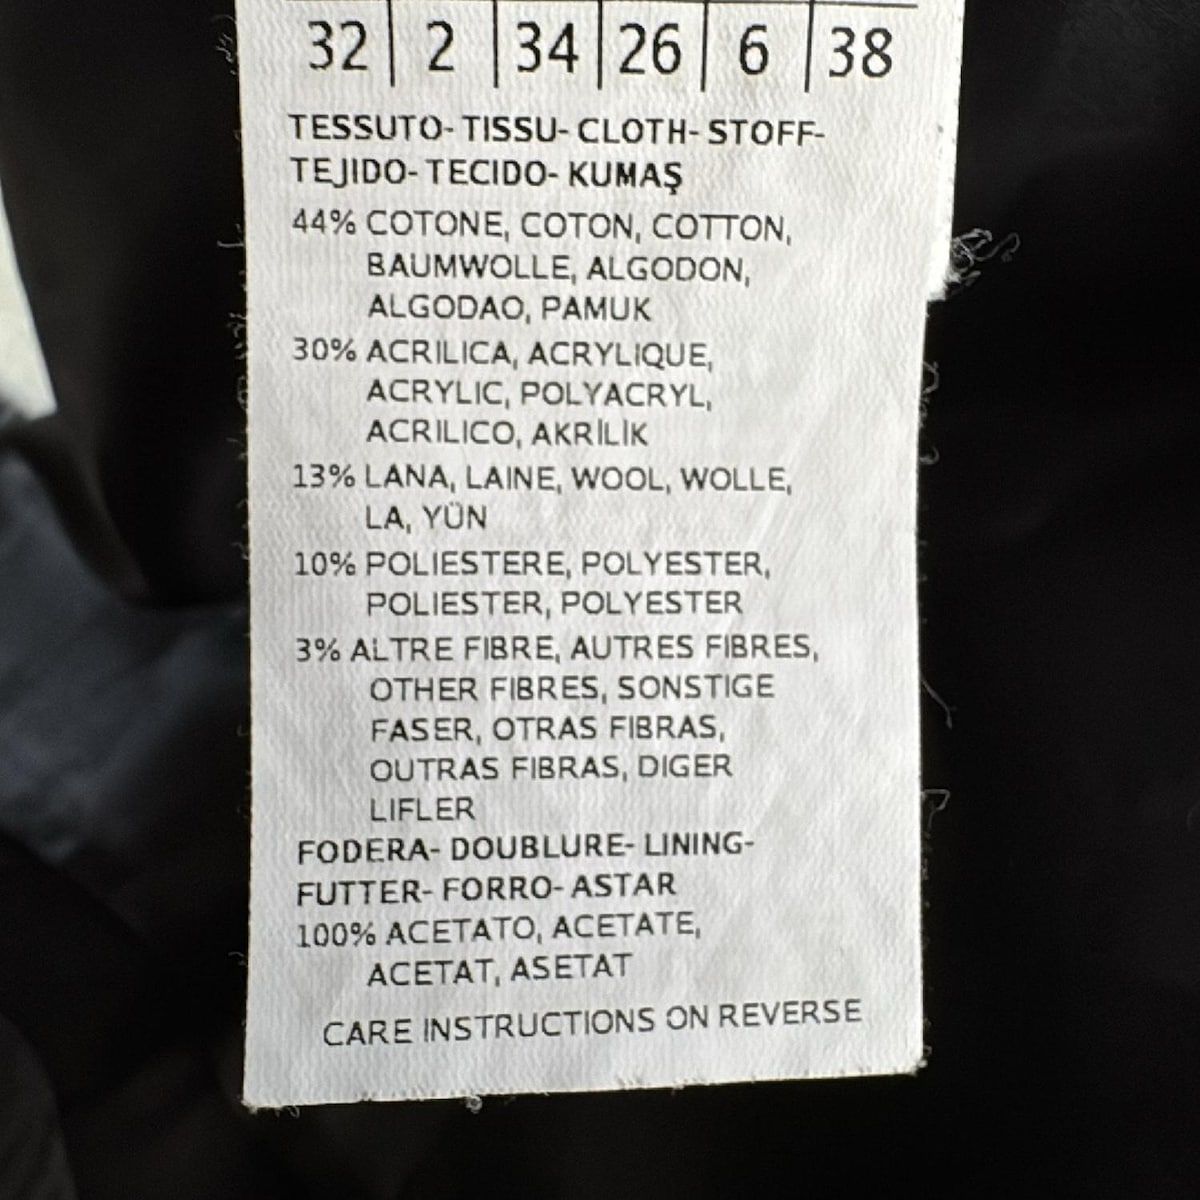 32 2 34 26 6 38
TESSUTO- TISSU- CLOTH- STOFF-
TEJIDO- TECIDO- KUMAŞ
44% COTONE, COTON, COTTON,
BAUMWOLLE, ALGODON,
ALGODAO, PAMUK
30% ACRILICA, ACRYLIQUE,
ACRYLIC, POLYACRYL,
ACRILICO, AKRİLİK
13% LANA, LAINE, WOOL, WOLLE,
LA, YÜN
10% POLIESTERE, POLYESTER,
POLIESTER, POLYESTER
3% ALTRE FIBRE, AUTRES FIBRES,
OTHER FIBRES, SONSTIGE
FASER, OTRAS FIBRAS,
OUTRAS FIBRAS, DIGER
LIFLER
FODERA- DOUBLURE- LINING-
FUTTER- FORRO- ASTAR
100% ACETATO, ACETATE,
ACETAT, ASETAT
CARE INSTRUCTIONS ON REVERSE